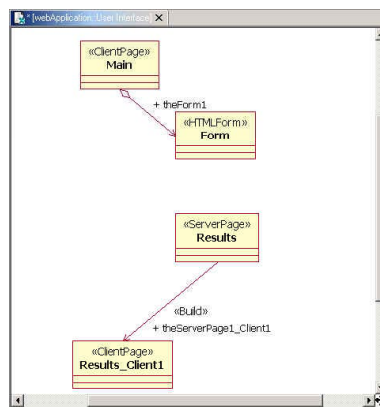 * [webApplication::User Interface]
«ClientPage»
Main
+ theForm1
«HTMLForm»
Form
«ServerPage»
Results
«Build»
+ theServerPage1_Client1
«ClientPage»
Results_Client1